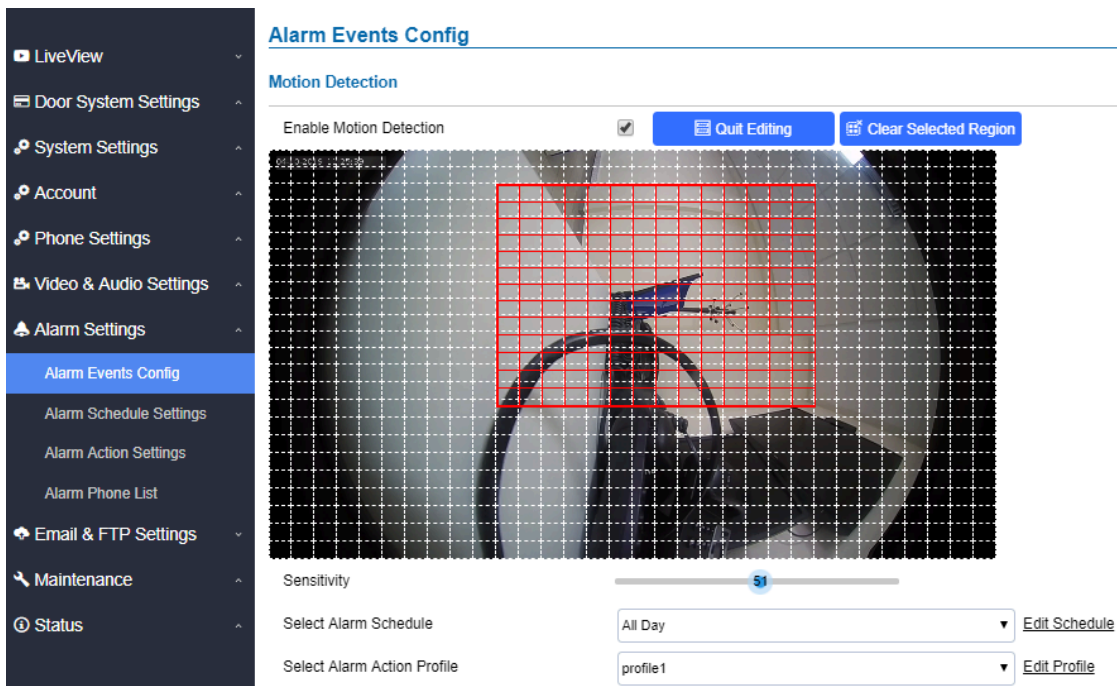 Alarm Events Config
LiveView
Motion Detection
Door System Settings
Enable Motion Detection
Quit Editing
Clear Selected Region
System Settings
Account
Phone Settings
Video & Audio Settings
Alarm Settings
Alarm Events Config
Alarm Schedule Settings
Alarm Action Settings
Alarm Phone List
Email & FTP Settings
Maintenance
Status
Sensitivity
51
Select Alarm Schedule
All Day
Edit Schedule
Select Alarm Action Profile
profile1
Edit Profile